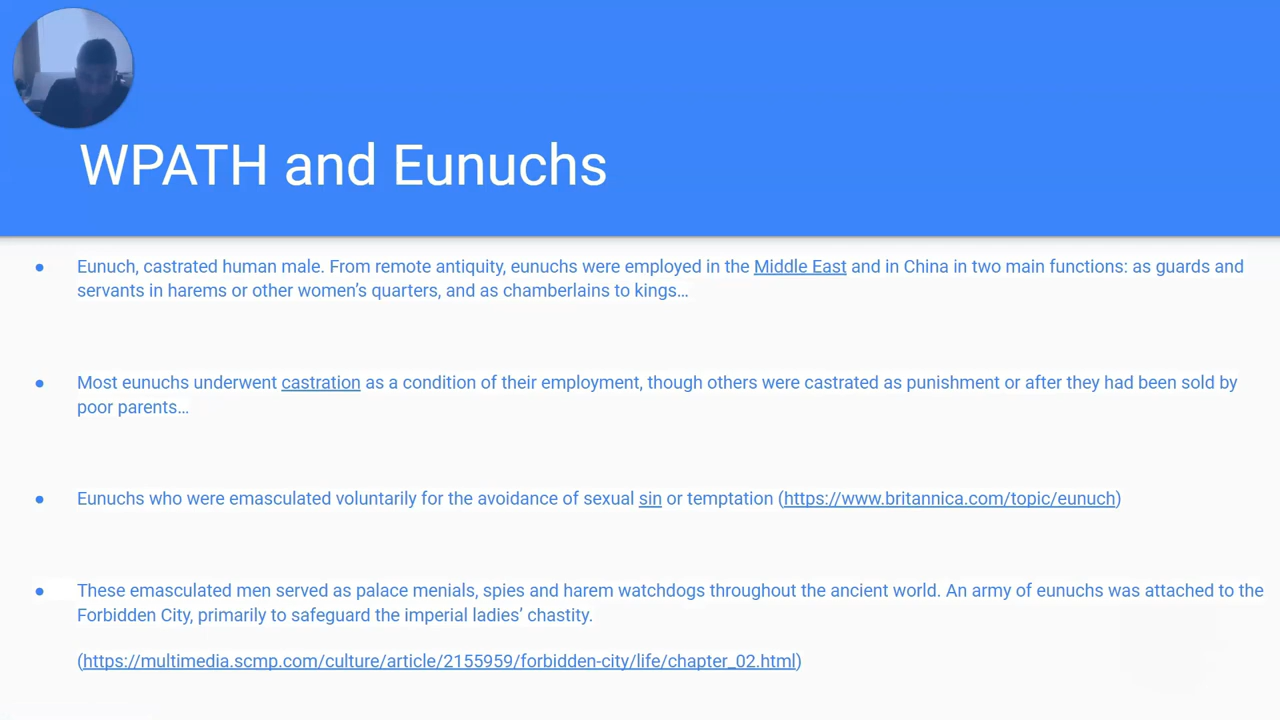 WPATH and Eunuchs
● Eunuch, castrated human male. From remote antiquity, eunuchs were employed in the Middle East and in China in two main functions: as guards and
servants in harems or other women’s quarters, and as chamberlains to kings…
● Most eunuchs underwent castration as a condition of their employment, though others were castrated as punishment or after they had been sold by
poor parents…
● Eunuchs who were emasculated voluntarily for the avoidance of sexual sin or temptation (https://www.britannica.com/topic/eunuch)
● These emasculated men served as palace menials, spies and harem watchdogs throughout the ancient world. An army of eunuchs was attached to the
Forbidden City, primarily to safeguard the imperial ladies’ chastity.
(https://multimedia.scmp.com/culture/article/2155959/forbidden-city/life/chapter_02.html)